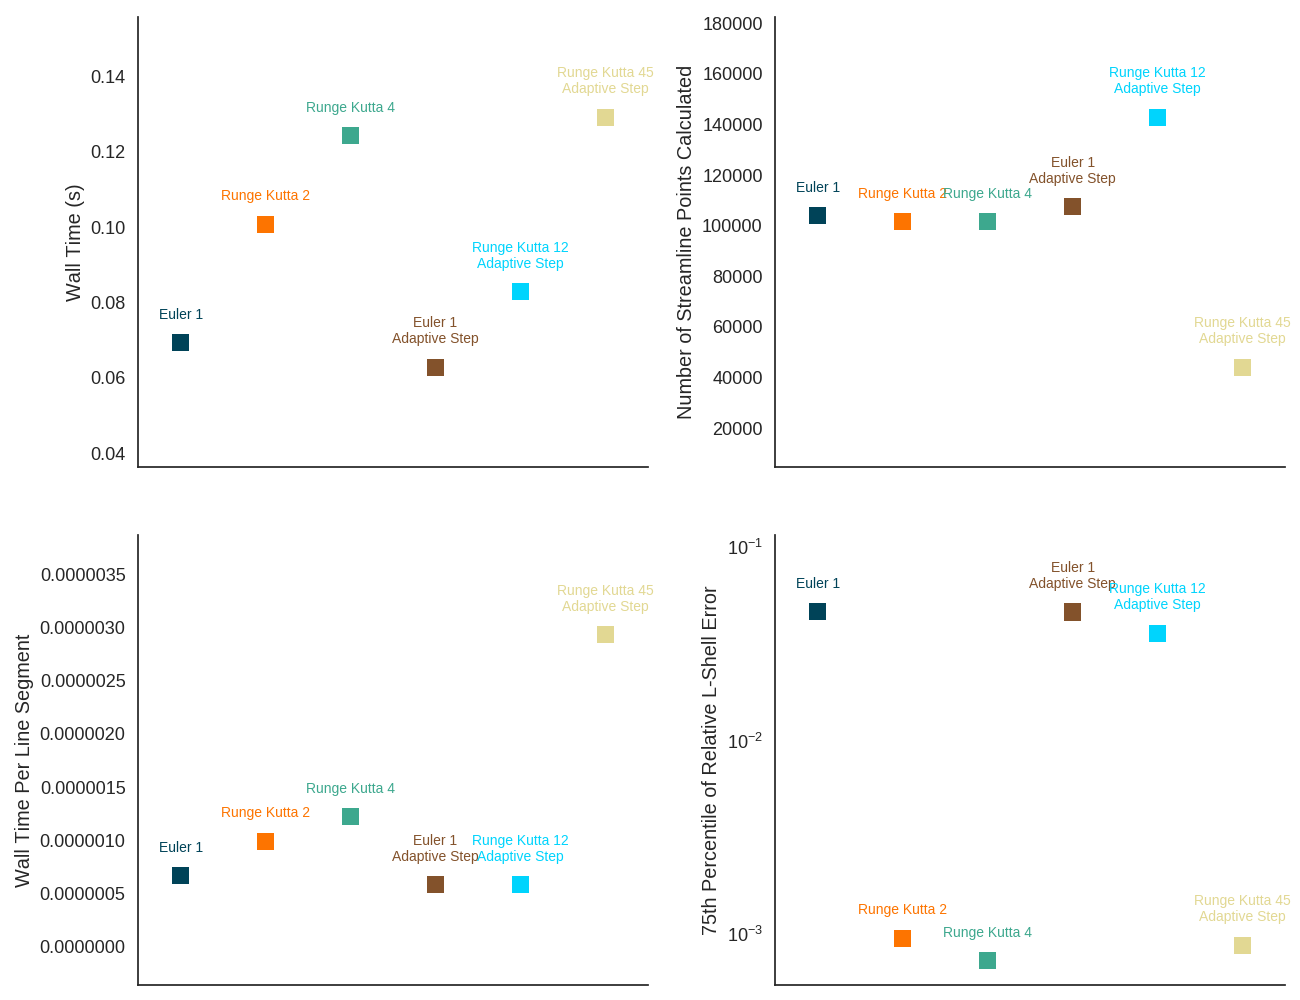 Wall Time (s)
0.14
0.12
0.10
0.08
0.06
0.04
Euler 1
Runge Kutta 2
Runge Kutta 4
Euler 1
Adaptive Step
Runge Kutta 12
Adaptive Step
Runge Kutta 45
Adaptive Step
Number of Streamline Points Calculated
180000
160000
140000
120000
100000
80000
60000
40000
20000
Euler 1
Runge Kutta 2
Runge Kutta 4
Euler 1
Adaptive Step
Runge Kutta 12
Adaptive Step
Runge Kutta 45
Adaptive Step
Wall Time Per Line Segment
0.0000035
0.0000030
0.0000025
0.0000020
0.0000015
0.0000010
0.0000005
0.0000000
Euler 1
Runge Kutta 2
Runge Kutta 4
Euler 1
Adaptive Step
Runge Kutta 12
Adaptive Step
Runge Kutta 45
Adaptive Step
75th Percentile of Relative L-Shell Error
10⁻¹
10⁻²
10⁻³
Euler 1
Runge Kutta 2
Runge Kutta 4
Euler 1
Adaptive Step
Runge Kutta 12
Adaptive Step
Runge Kutta 45
Adaptive Step